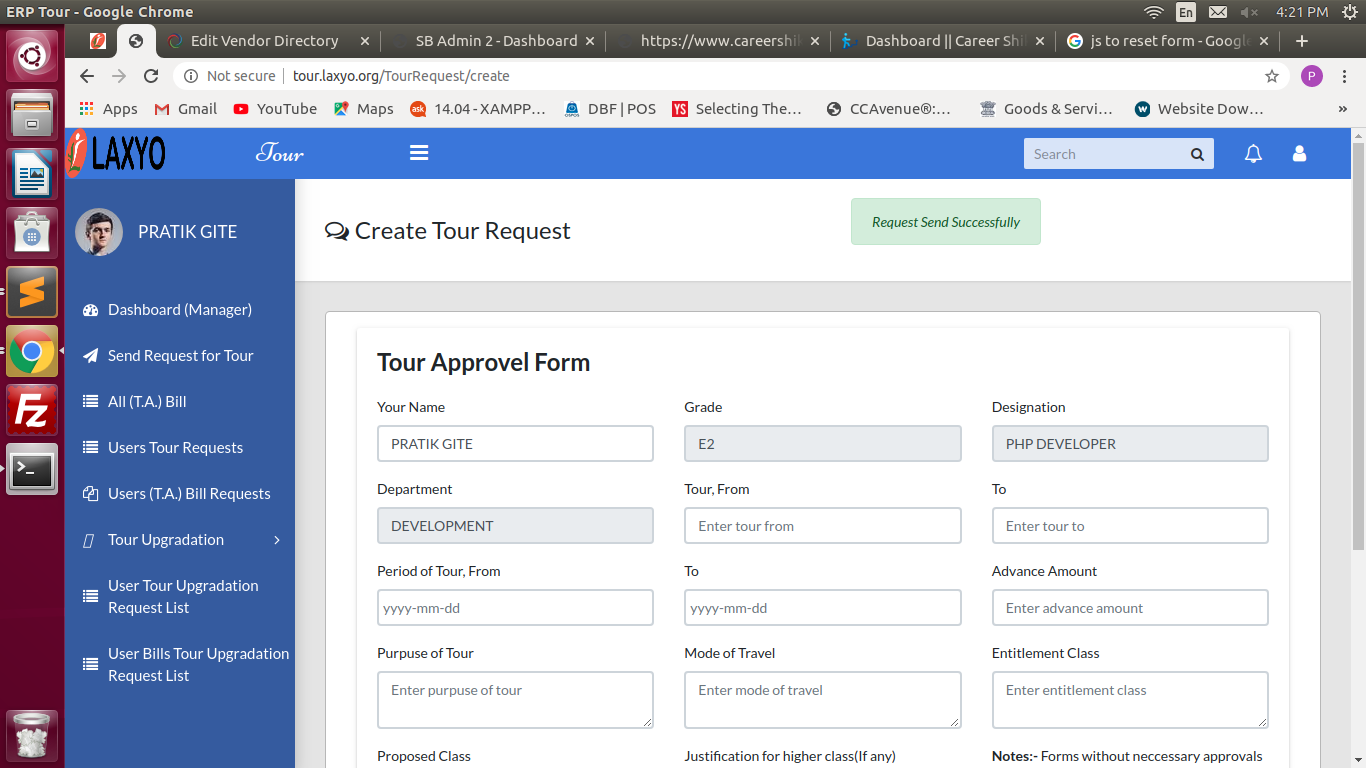 ERP Tour - Google Chrome
En 4:21 PM
Edit Vendor Directory × SB Admin 2 - Dashboard × https://www.careershi × Dashboard || Career Shi × js to reset form - Google ×
Not secure | tour.laxyo.org/TourRequest/create P
Apps Gmail YouTube Maps ask 14.04 - XAMPP... DBF | POS YS Selecting The... CCAvenue®:... Goods & Servi... W Website Dow... »
LAXYO Tour Search
PRATIK GITE
Create Tour Request
Request Send Successfully
Dashboard (Manager)
Send Request for Tour
All (T.A.) Bill
Users Tour Requests
Users (T.A.) Bill Requests
Tour Upgradation
User Tour Upgradation
Request List
User Bills Tour Upgradation
Request List
Tour Approvel Form
Your Name Grade Designation
PRATIK GITE E2 PHP DEVELOPER
Department Tour, From To
DEVELOPMENT Enter tour from Enter tour to
Period of Tour, From To Advance Amount
yyyy-mm-dd yyyy-mm-dd Enter advance amount
Purpuse of Tour Mode of Travel Entitlement Class
Enter purpuse of tour Enter mode of travel Enter entitlement class
Proposed Class Justification for higher class(If any) Notes:- Forms without neccessary approvals